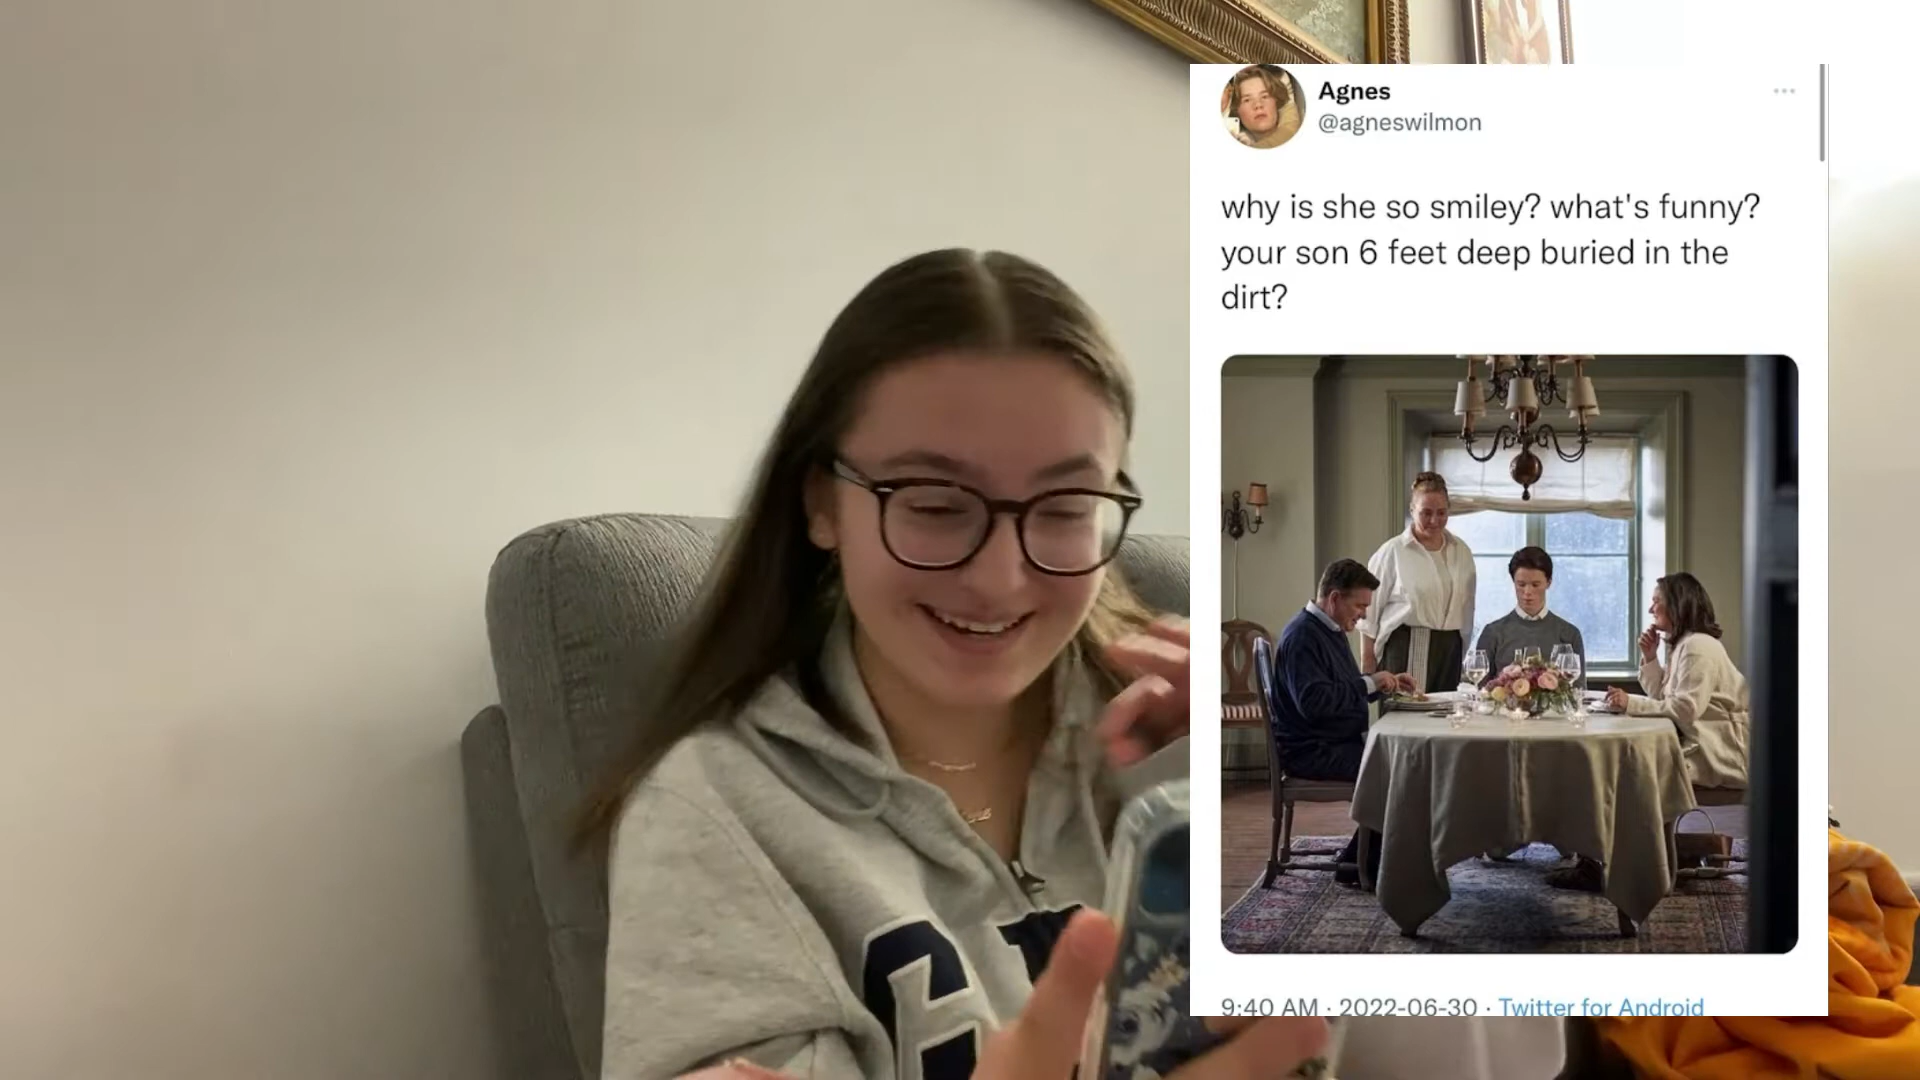 Agnes
@agneswilmon
why is she so smiley? what's funny?
your son 6 feet deep buried in the
dirt?
9:40 AM · 2022-06-30 · Twitter for Android